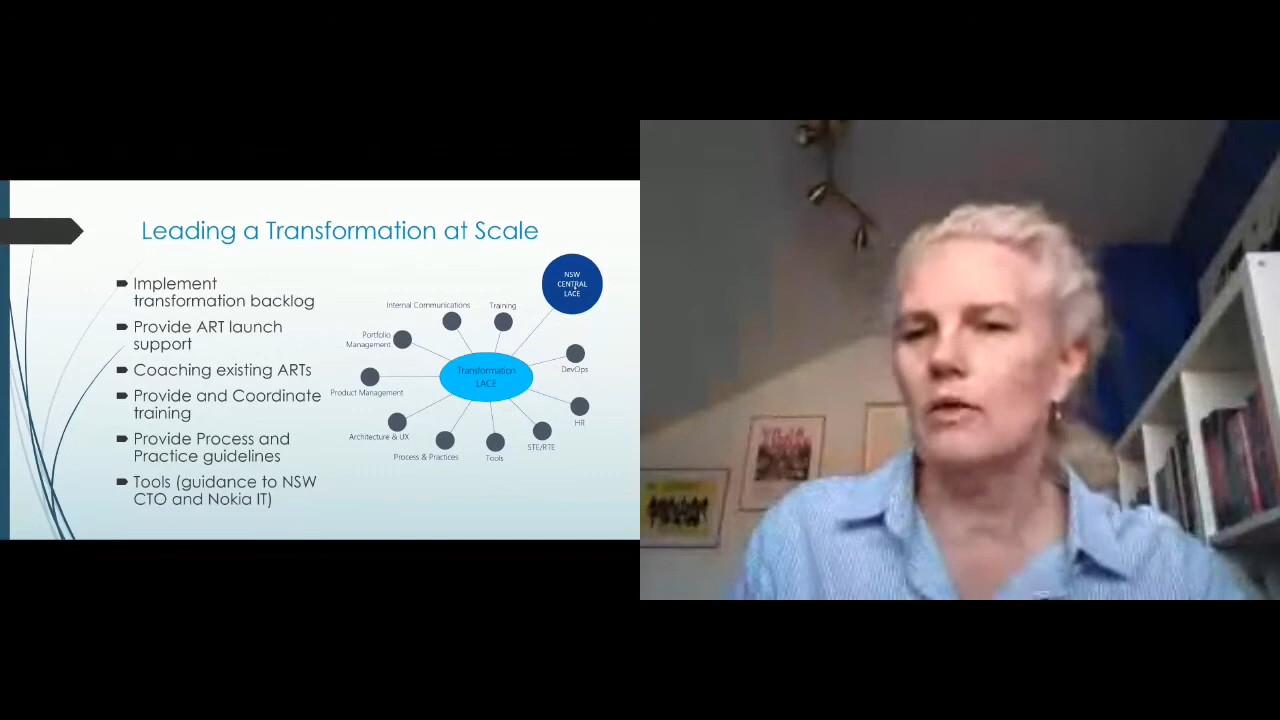 Leading a Transformation at Scale
Implement
transformation backlog
Provide ART launch
support
Coaching existing ARTs
Provide and Coordinate
training
Provide Process and
Practice guidelines
Tools (guidance to NSW
CTO and Nokia IT)
NSW
CENTRAL
LACE
Internal Communications
Training
Portfolio
Management
DevOps
Transformation
LACE
Product Management
HR
Architecture & UX
STE/RTE
Process & Practices
Tools